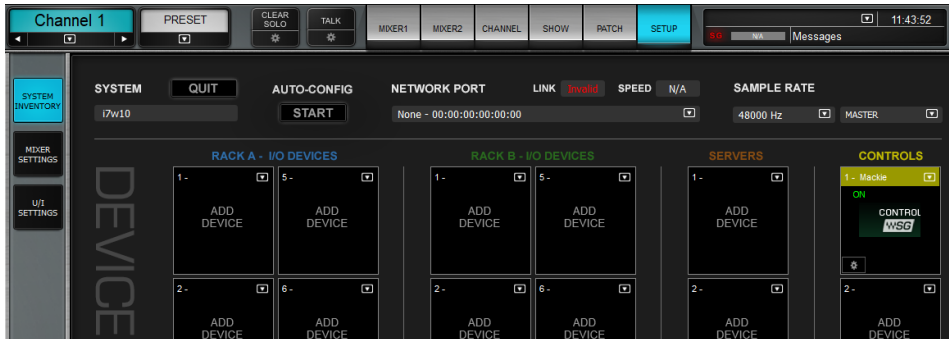 Channel 1
PRESET
CLEAR SOLO
TALK
MIXER1
MIXER2
CHANNEL
SHOW
PATCH
SETUP
11:43:52
SG
N/A
Messages
SYSTEM INVENTORY
MIXER SETTINGS
U/I SETTINGS
SYSTEM
QUIT
AUTO-CONFIG
NETWORK PORT
LINK
Invalid
SPEED
N/A
SAMPLE RATE
i7w10
START
None - 00:00:00:00:00:00
48000 Hz
MASTER
DEVICE
RACK A - I/O DEVICES
RACK B - I/O DEVICES
SERVERS
CONTROLS
1 -
5 -
1 -
5 -
1 -
1 - Mackie
ON
CONTROL
WSG
ADD DEVICE
ADD DEVICE
ADD DEVICE
ADD DEVICE
ADD DEVICE
2 -
6 -
2 -
6 -
2 -
2 -
ADD DEVICE
ADD DEVICE
ADD DEVICE
ADD DEVICE
ADD DEVICE
ADD DEVICE